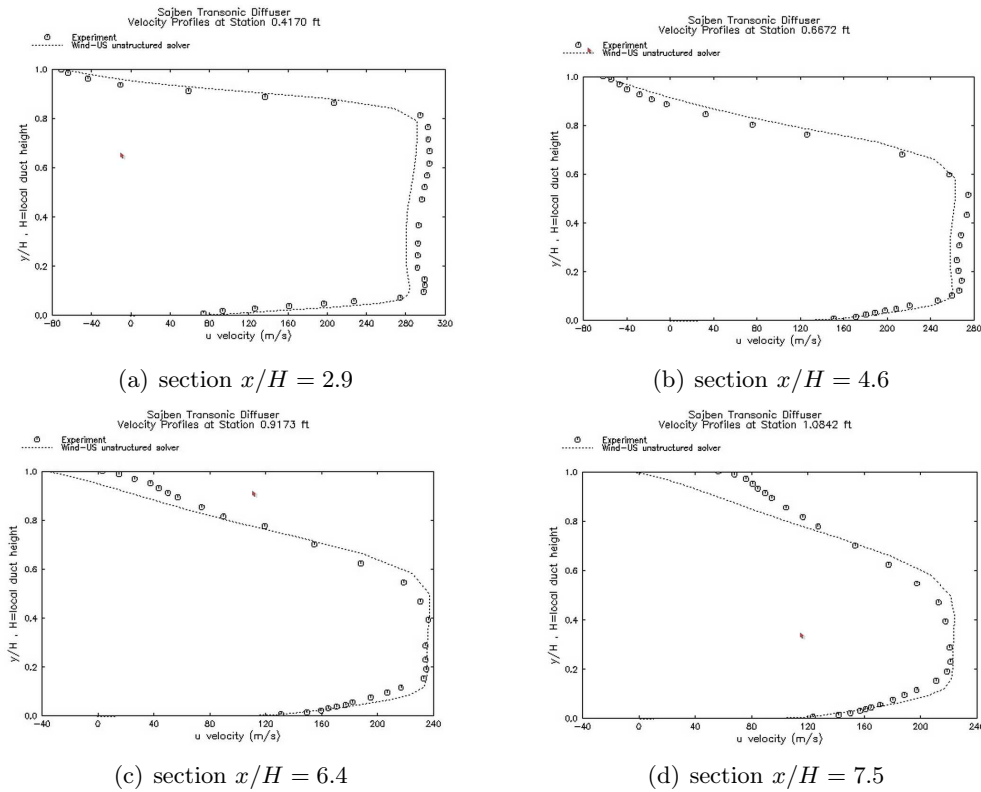 Sajben Transonic Diffuser
Velocity Profiles at Station 0.4170 ft
Experiment
Wind-US unstructured solver
1.0
0.8
0.6
0.4
0.2
0.0
y/H , H=local duct height
-80 -40 0 40 80 120 160 200 240 280 320
u velocity (m/s)
(a) section x/H = 2.9
Sajben Transonic Diffuser
Velocity Profiles at Station 0.6672 ft
Experiment
Wind-US unstructured solver
1.0
0.8
0.6
0.4
0.2
0.0
y/H , H=local duct height
-80 -40 0 40 80 120 160 200 240 280
u velocity (m/s)
(b) section x/H = 4.6
Sajben Transonic Diffuser
Velocity Profiles at Station 0.9173 ft
Experiment
Wind-US unstructured solver
1.0
0.8
0.6
0.4
0.2
0.0
y/H , H=local duct height
-40 0 40 80 120 160 200 240
u velocity (m/s)
(c) section x/H = 6.4
Sajben Transonic Diffuser
Velocity Profiles at Station 1.0842 ft
Experiment
Wind-US unstructured solver
1.0
0.8
0.6
0.4
0.2
0.0
y/H , H=local duct height
-40 0 40 80 120 160 200 240
u velocity (m/s)
(d) section x/H = 7.5